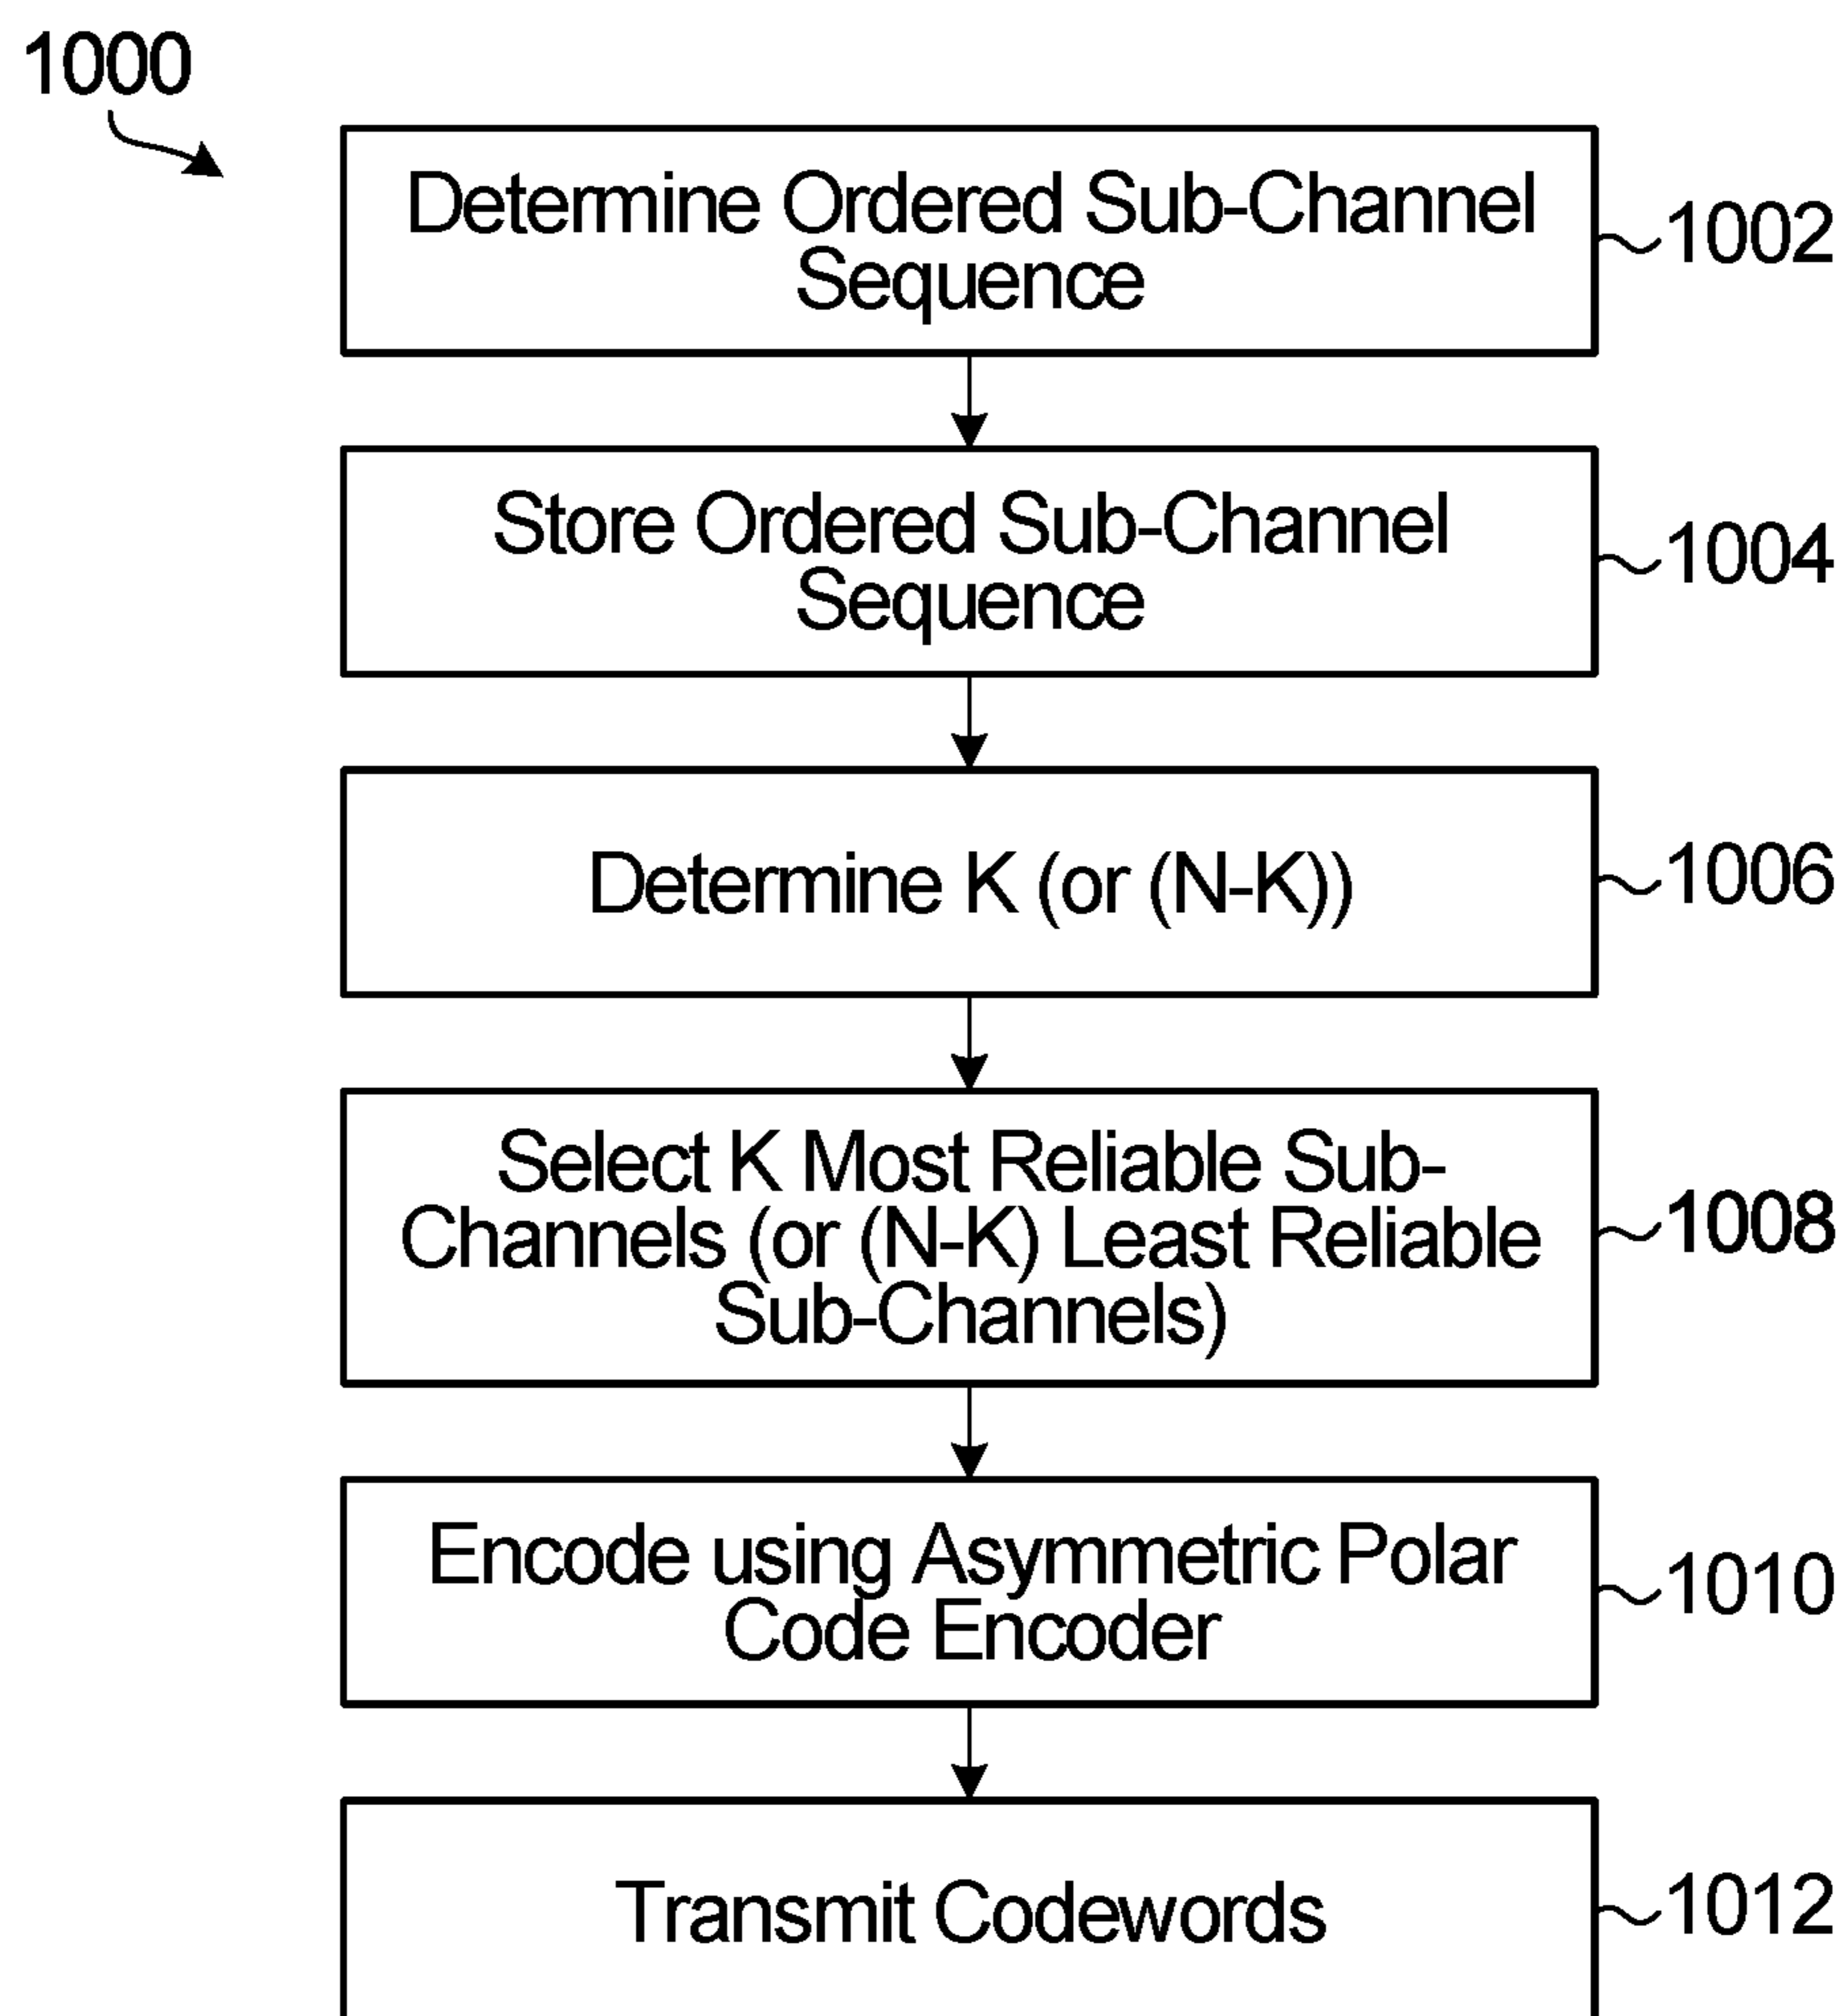 1000
Determine Ordered Sub-Channel
Sequence
1002
Store Ordered Sub-Channel
Sequence
1004
Determine K (or (N-K))
1006
Select K Most Reliable Sub-
Channels (or (N-K) Least Reliable
Sub-Channels)
1008
Encode using Asymmetric Polar
Code Encoder
1010
Transmit Codewords
1012